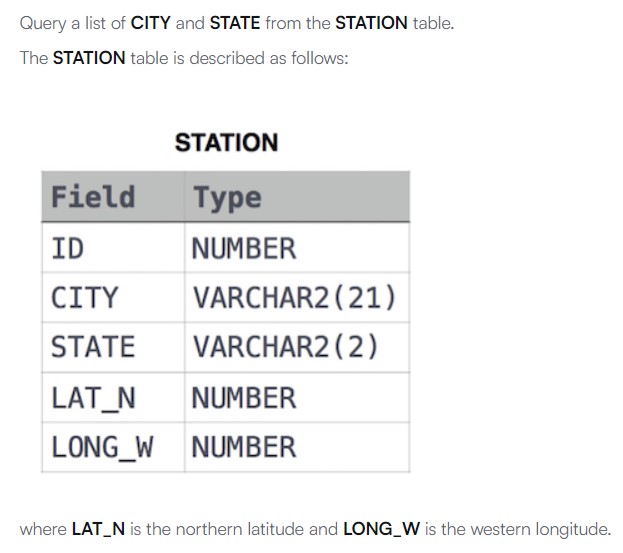 Query a list of CITY and STATE from the STATION table.
The STATION table is described as follows:
STATION
Field Type
ID NUMBER
CITY VARCHAR2(21)
STATE VARCHAR2(2)
LAT_N NUMBER
LONG_W NUMBER
where LAT_N is the northern latitude and LONG_W is the western longitude.